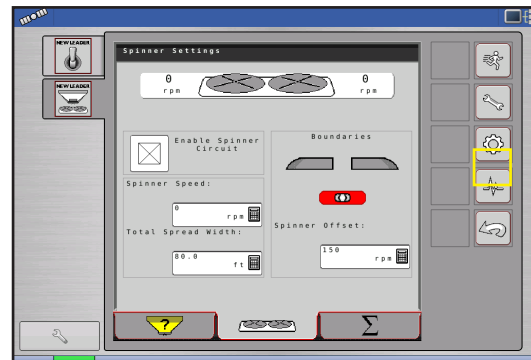 NEW LEADER
NEW LEADER
Spinner Settings
0
rpm
0
rpm
Enable Spinner
Circuit
Boundaries
Spinner Speed:
0
rpm
Total Spread Width:
80.0
ft
Spinner Offset:
150
rpm
?
Σ